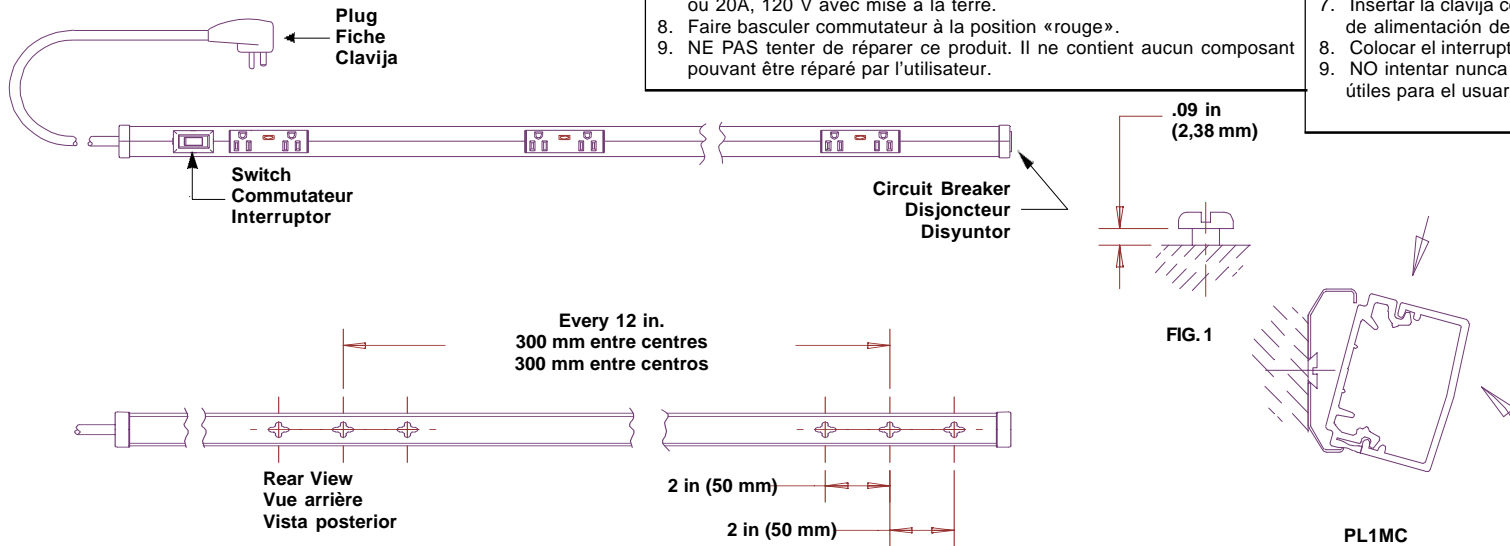 ou 20A, 120 V avec mise à la terre.
8. Faire basculer commutateur à la position «rouge».
9. NE PAS tenter de réparer ce produit. Il ne contient aucun composant
pouvant être réparé par l'utilisateur.
7. Insertar la clavija
de alimentación de
8. Colocar el
9. NO intentar nunca
útiles para el
Plug
Fiche
Clavija
Switch
Commutateur
Interruptor
Circuit Breaker
Disjoncteur
Disyuntor
.09 in
(2,38 mm)
FIG.1
Every 12 in.
300 mm entre centres
300 mm entre centros
Rear View
Vue arrière
Vista posterior
2 in (50 mm)
2 in (50 mm)
PL1MC